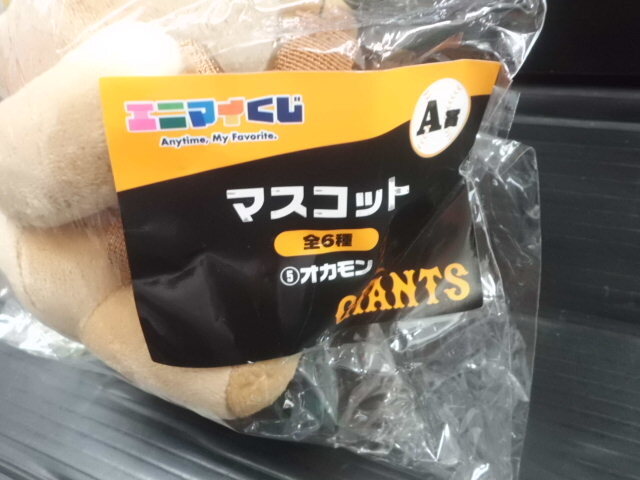 エニマイくじ
Anytime, My Favorite.
A賞
マスコット
全6種
⑤オカモン
GIANTS